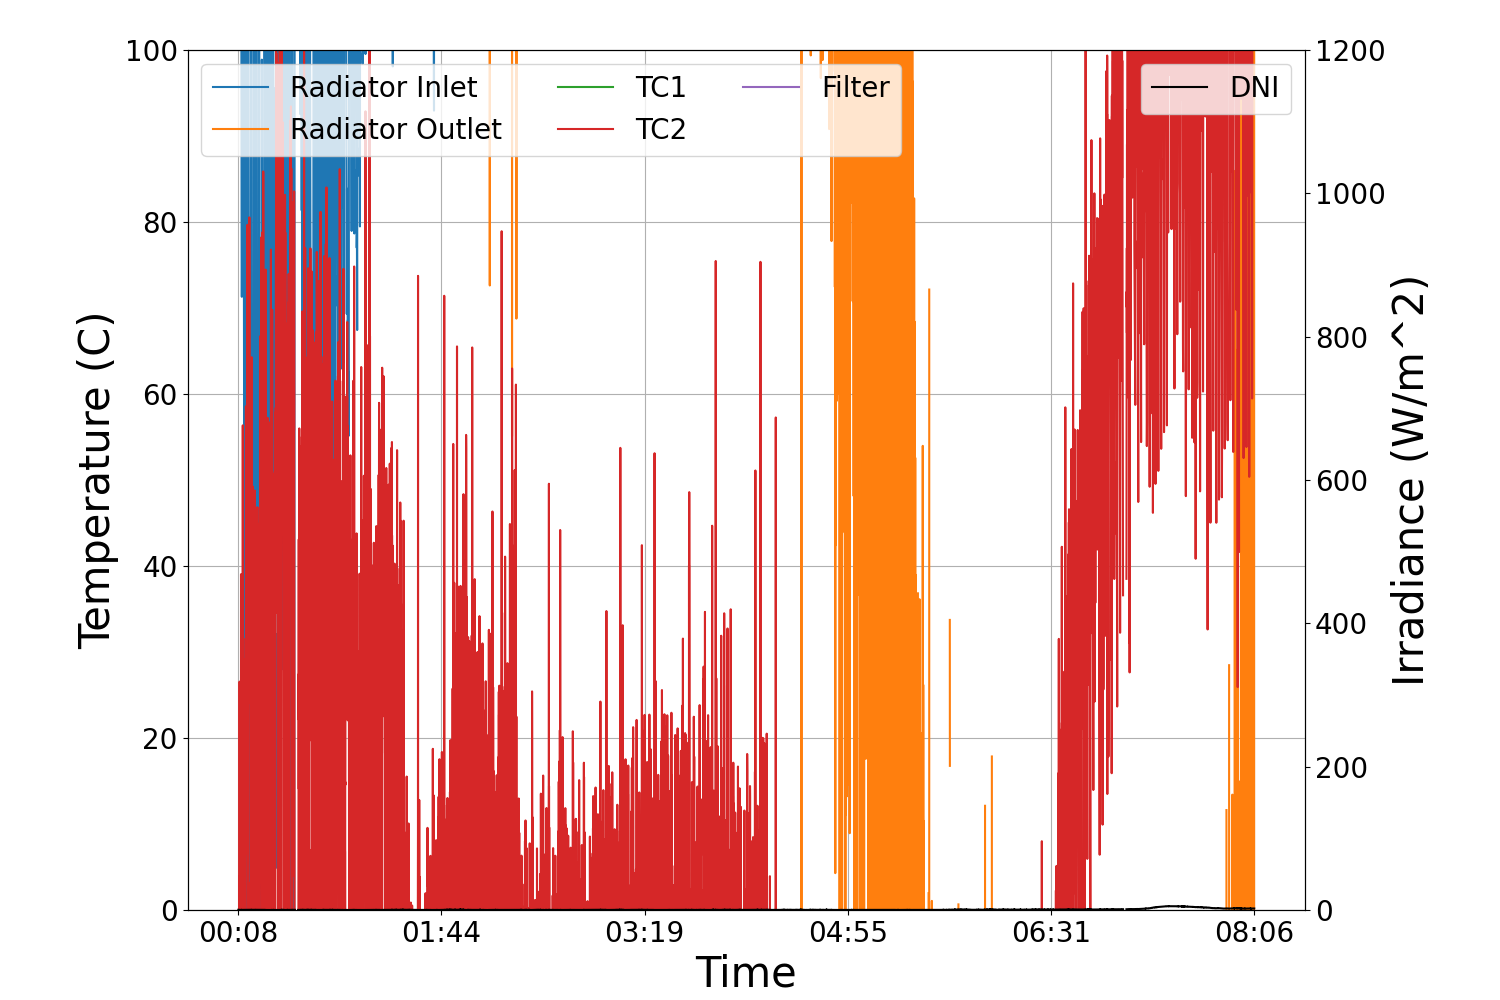 100
80
60
40
20
0
Temperature (C)
Radiator Inlet
Radiator Outlet
TC1
TC2
Filter
DNI
1200
1000
800
600
400
200
0
Irradiance (W/m^2)
00:08 01:44 03:19 04:55 06:31 08:06
Time